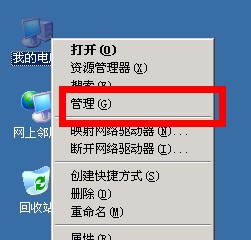 我的电
打开(O)
资源管理器(X)
搜索(E)...
管理(G)
网上邻
映射网络驱动器(N)...
断开网络驱动器(I)...
创建快捷方式(S)
删除(D)
回收站
重命名(M)
属性(R)